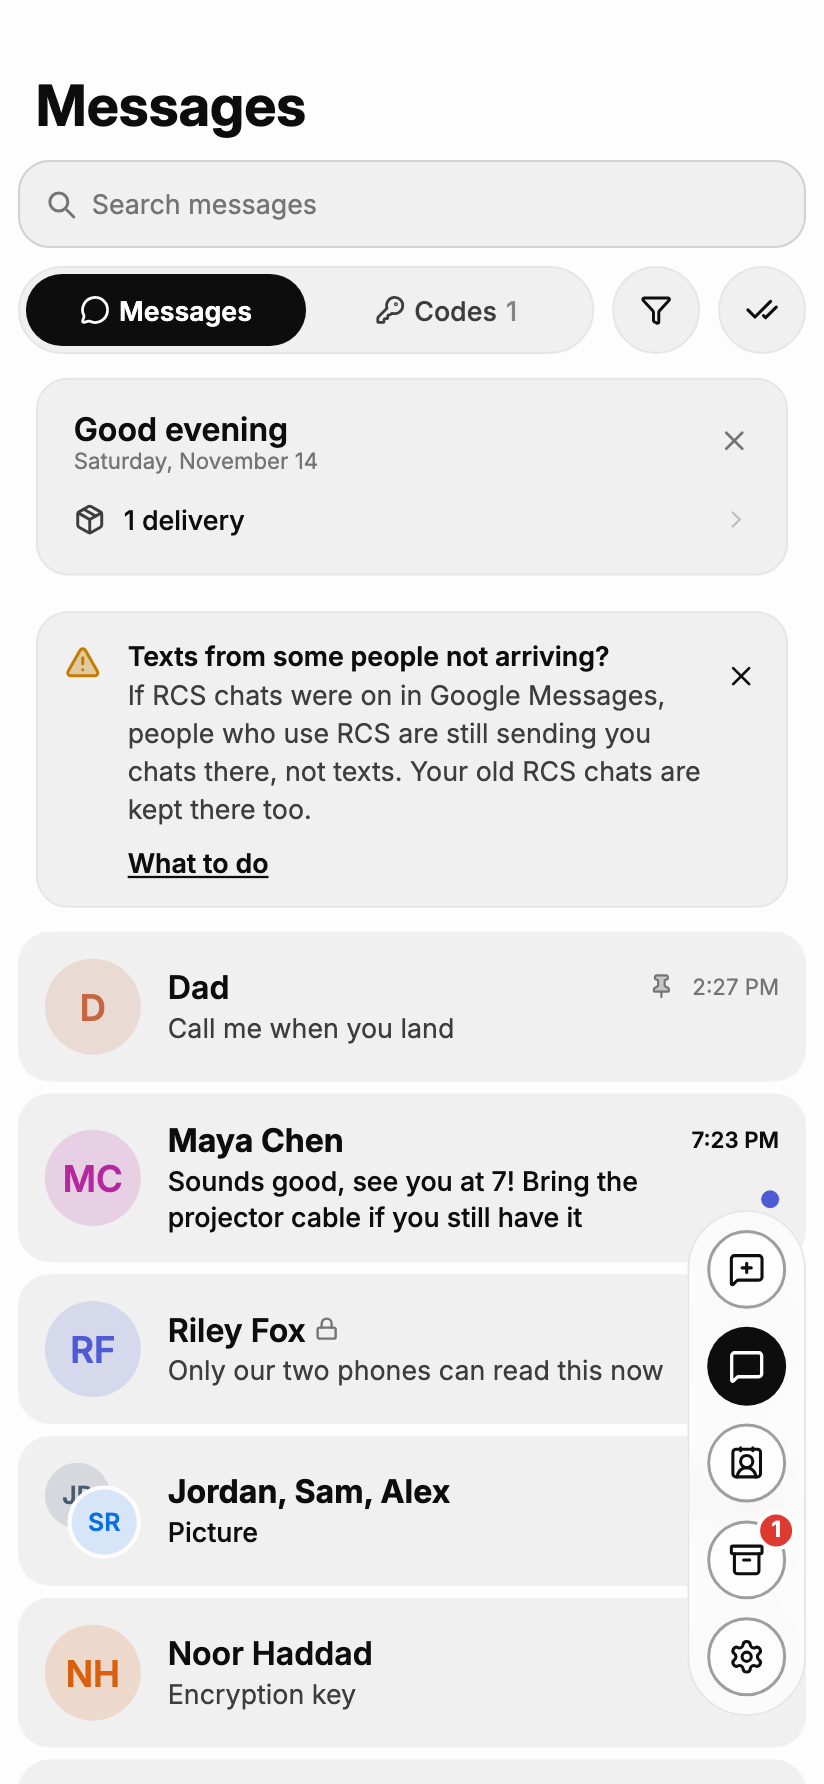 Messages
Search messages
Messages
Codes 1
Good evening
Saturday, November 14
1 delivery
Texts from some people not arriving?
If RCS chats were on in Google Messages,
people who use RCS are still sending you
chats there, not texts. Your old RCS chats are
kept there too.
What to do
D
Dad
2:27 PM
Call me when you land
MC
Maya Chen
7:23 PM
Sounds good, see you at 7! Bring the
projector cable if you still have it
RF
Riley Fox
Only our two phones can read this now
SR
Jordan, Sam, Alex
Picture
1
NH
Noor Haddad
Encryption key